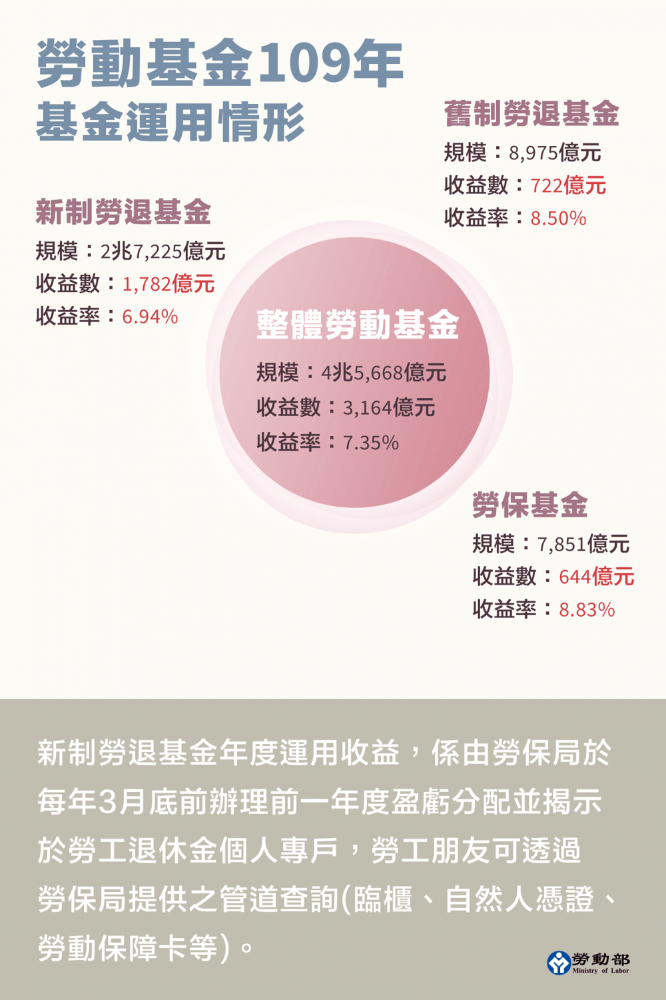 勞動基金109年
基金運用情形
舊制勞退基金
規模：8,975億元
收益數：722億元
收益率：8.50%
新制勞退基金
規模：2兆7,225億元
收益數：1,782億元
收益率：6.94%
整體勞動基金
規模：4兆5,668億元
收益數：3,164億元
收益率：7.35%
勞保基金
規模：7,851億元
收益數：644億元
收益率：8.83%
新制勞退基金年度運用收益，係由勞保局於
每年3月底前辦理前一年度盈虧分配並揭示
於勞工退休金個人專戶，勞工朋友可透過
勞保局提供之管道查詢(臨櫃、自然人憑證、
勞動保障卡等)。
勞動部
Ministry of Labor